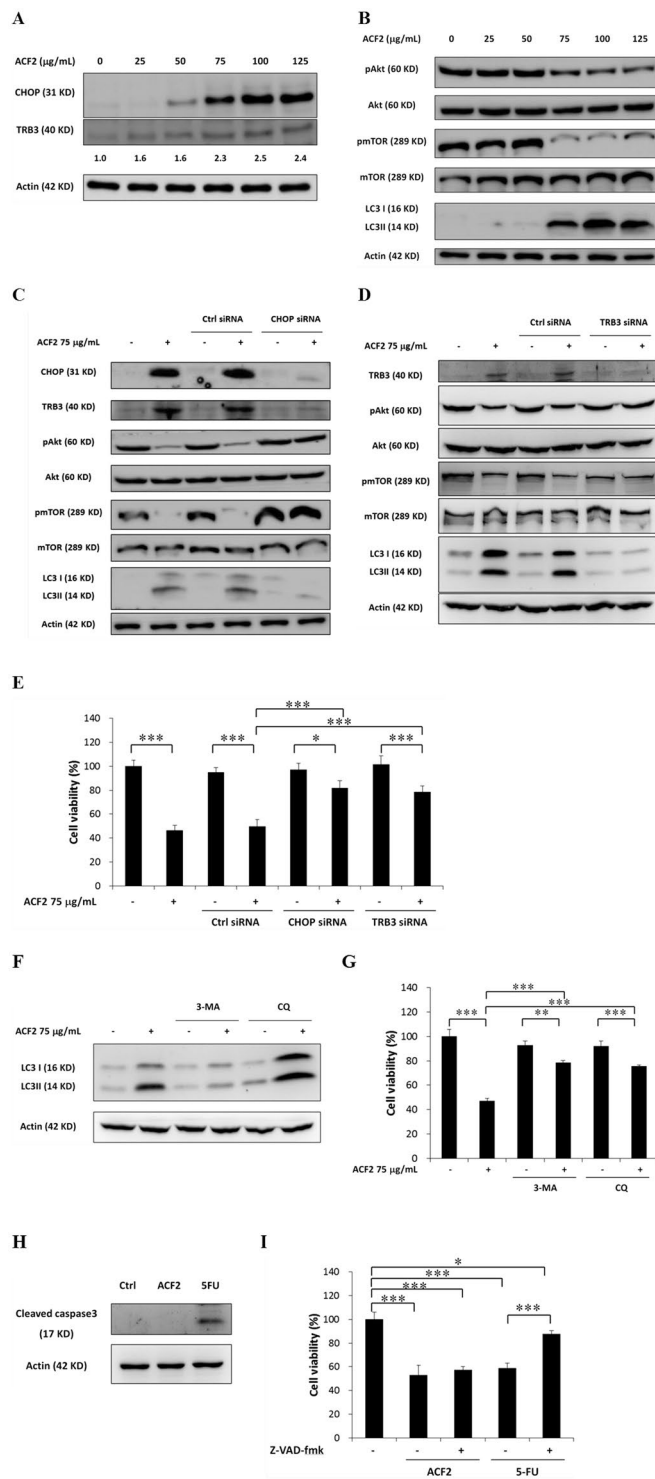 A
ACF2 (μg/mL) 0 25 50 75 100 125
CHOP (31 KD)
TRB3 (40 KD)
1.0 1.6 1.6 2.3 2.5 2.4
Actin (42 KD)
B
ACF2 (μg/mL)
0 25 50 75 100 125
pAkt (60 KD)
Akt (60 KD)
pmTOR (289 KD)
mTOR (289 KD)
LC3 I (16 KD)
LC3II (14 KD)
Actin (42 KD)
C
Ctrl siRNA CHOP siRNA
ACF2 75 μg/mL - + - + - +
CHOP (31 KD)
TRB3 (40 KD)
pAkt (60 KD)
Akt (60 KD)
pmTOR (289 KD)
mTOR (289 KD)
LC3 I (16 KD)
LC3II (14 KD)
Actin (42 KD)
D
Ctrl siRNA TRB3 siRNA
ACF2 75 μg/mL - + - + - +
TRB3 (40 KD)
pAkt (60 KD)
Akt (60 KD)
pmTOR (289 KD)
mTOR (289 KD)
LC3 I (16 KD)
LC3II (14 KD)
Actin (42 KD)
E
Cell viability (%)
140
120
100
80
60
40
20
0
***
***
*** *** * ***
ACF2 75 μg/mL - + - + - + - +
Ctrl siRNA CHOP siRNA TRB3 siRNA
F
3-MA CQ
ACF2 75 μg/mL - + - + - +
LC3 I (16 KD)
LC3II (14 KD)
Actin (42 KD)
G
Cell viability (%)
140
120
100
80
60
40
20
0
***
***
*** ** ***
ACF2 75 μg/mL - + - + - +
3-MA CQ
H
Ctrl ACF2 5FU
Cleaved caspase3
(17 KD)
Actin (42 KD)
I
Cell viability (%)
140
120
100
80
60
40
20
0
*
***
***
*** ***
Z-VAD-fmk - - + - +
ACF2 5-FU